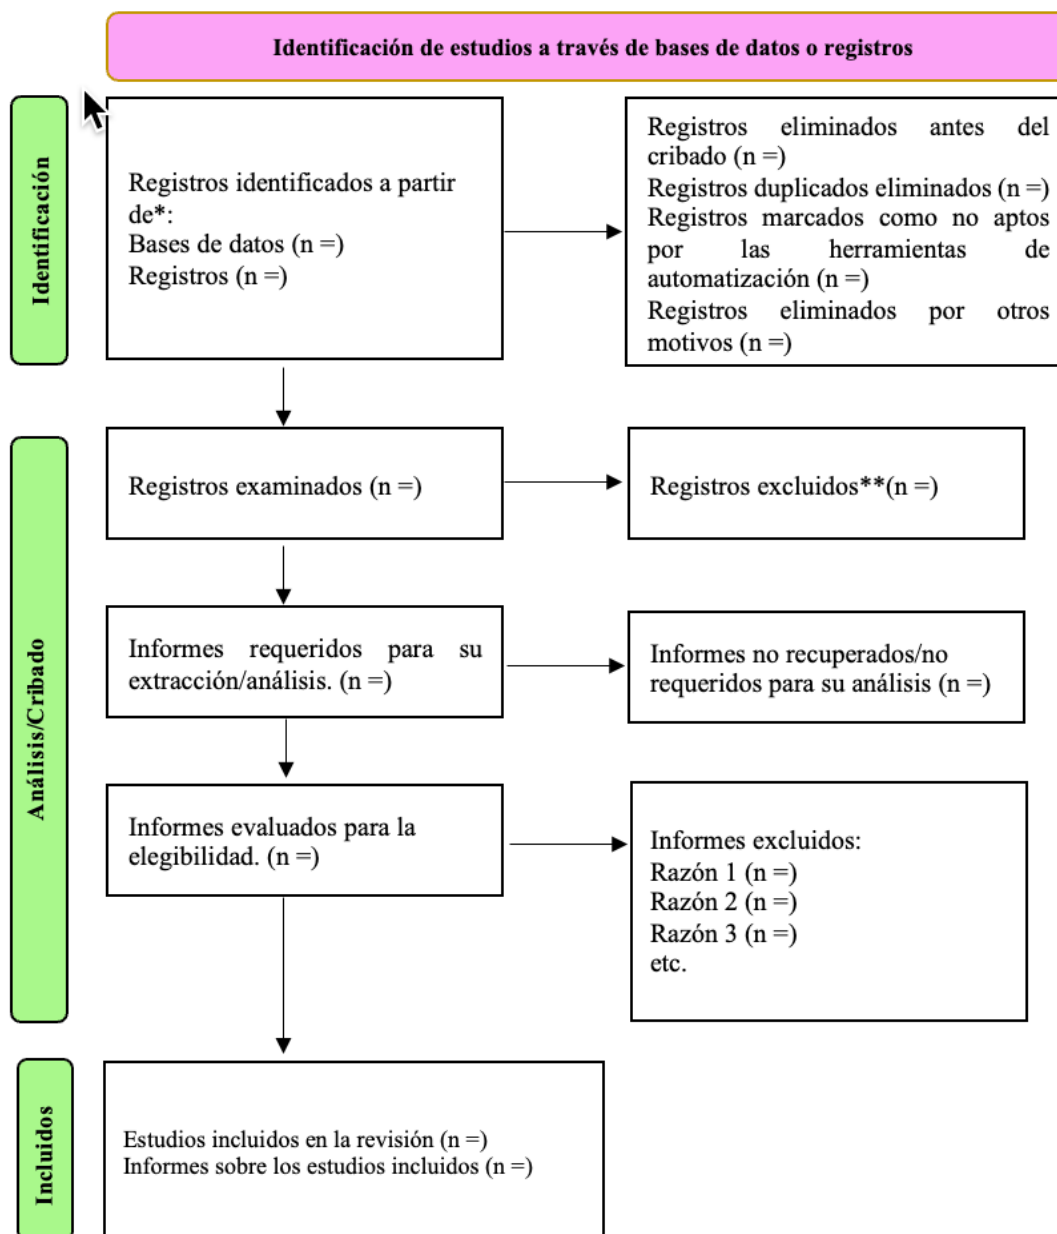 Identificación de estudios a través de bases de datos o registros
Identificación
Registros identificados a partir
de*:
Bases de datos (n =)
Registros (n =)
Registros eliminados antes del
cribado (n =)
Registros duplicados eliminados (n =)
Registros marcados como no aptos
por las herramientas de
automatización (n =)
Registros eliminados por otros
motivos (n =)
Análisis/Cribado
Registros examinados (n =)
Registros excluidos**(n =)
Informes requeridos para su
extracción/análisis. (n =)
Informes no recuperados/no
requeridos para su análisis (n =)
Informes evaluados para la
elegibilidad. (n =)
Informes excluidos:
Razón 1 (n =)
Razón 2 (n =)
Razón 3 (n =)
etc.
Incluidos
Estudios incluidos en la revisión (n =)
Informes sobre los estudios incluidos (n =)